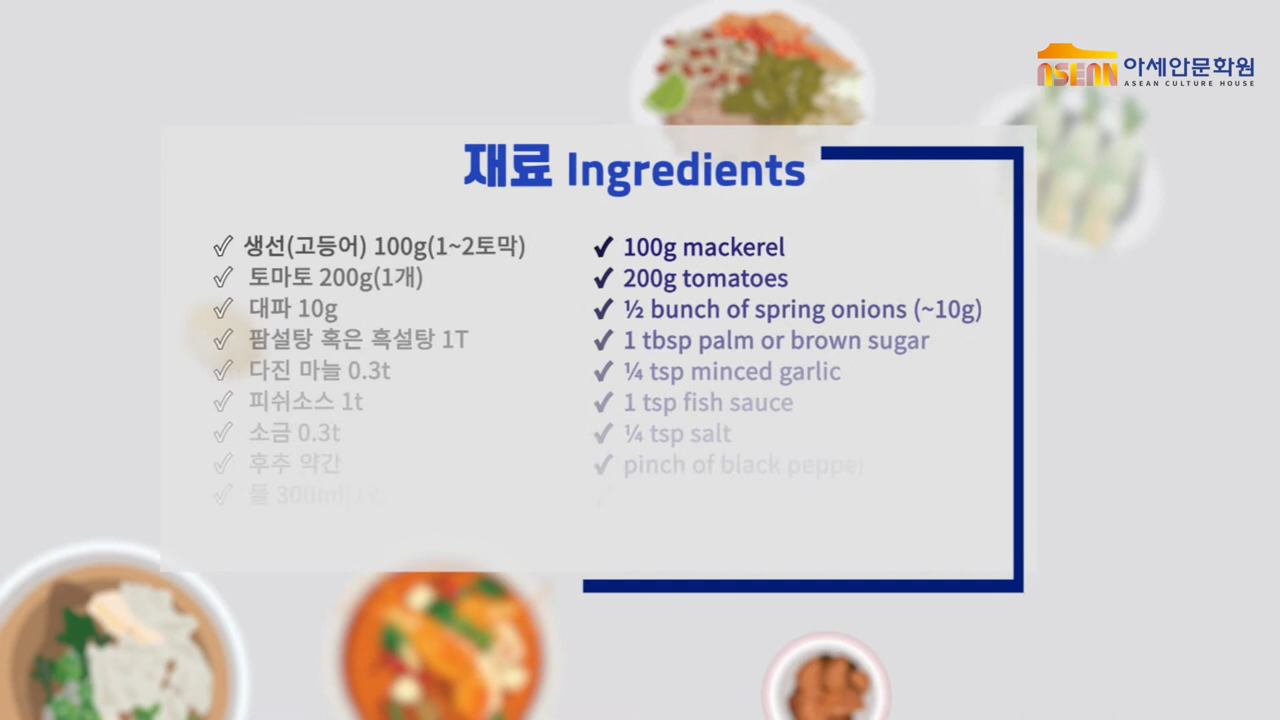 ASEAN 아세안문화원
ASEAN CULTURE HOUSE
재료 Ingredients
✓ 생선(고등어) 100g(1~2토막)
✓ 토마토 200g(1개)
✓ 대파 10g
✓ 팜설탕 혹은 흑설탕 1T
✓ 다진 마늘 0.3t
✓ 피쉬소스 1t
✓ 소금 0.3t
✓ 후추 약간
✓ 물 300ml
✓ 100g mackerel
✓ 200g tomatoes
✓ ½ bunch of spring onions (~10g)
✓ 1 tbsp palm or brown sugar
✓ ¼ tsp minced garlic
✓ 1 tsp fish sauce
✓ ¼ tsp salt
✓ pinch of black pepper